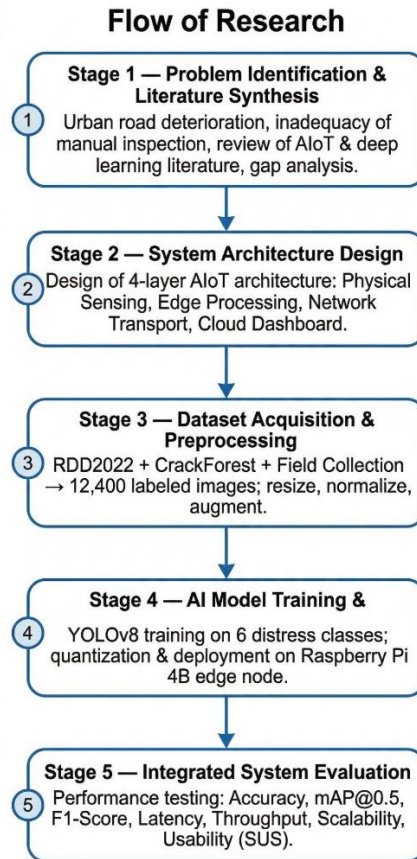 Flow of Research
Stage 1 — Problem Identification &
Literature Synthesis
1
Urban road deterioration, inadequacy of
manual inspection, review of AIoT & deep
learning literature, gap analysis.
Stage 2 — System Architecture Design
2
Design of 4-layer AIoT architecture: Physical
Sensing, Edge Processing, Network
Transport, Cloud Dashboard.
Stage 3 — Dataset Acquisition &
Preprocessing
3
RDD2022 + CrackForest + Field Collection
→ 12,400 labeled images; resize, normalize,
augment.
Stage 4 — AI Model Training &
4
YOLOv8 training on 6 distress classes;
quantization & deployment on Raspberry Pi
4B edge node.
Stage 5 — Integrated System Evaluation
5
Performance testing: Accuracy, mAP@0.5,
F1-Score, Latency, Throughput, Scalability,
Usability (SUS).